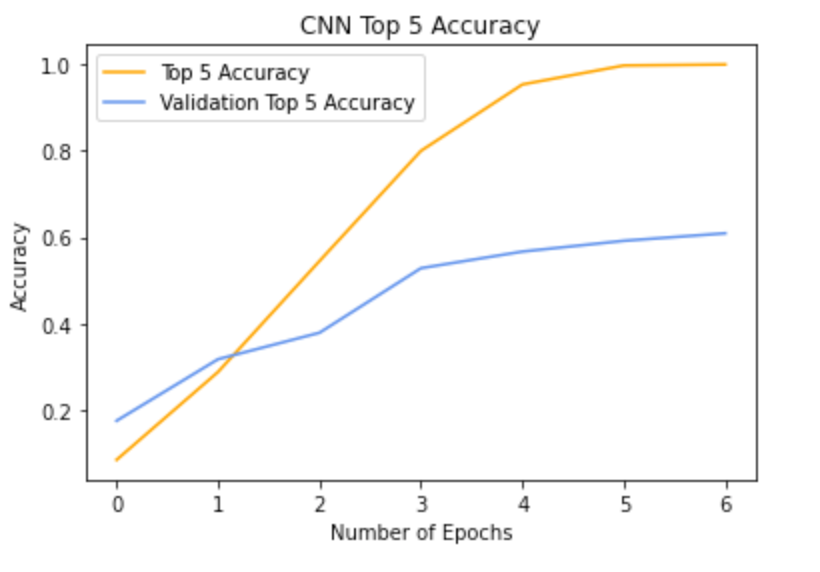 CNN Top 5 Accuracy
Top 5 Accuracy
Validation Top 5 Accuracy
Accuracy
1.0
0.8
0.6
0.4
0.2
0 1 2 3 4 5 6
Number of Epochs